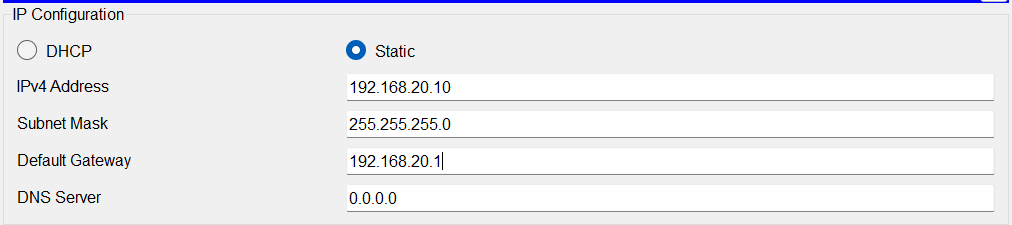 IP Configuration
DHCP Static
IPv4 Address 192.168.20.10
Subnet Mask 255.255.255.0
Default Gateway 192.168.20.1
DNS Server 0.0.0.0